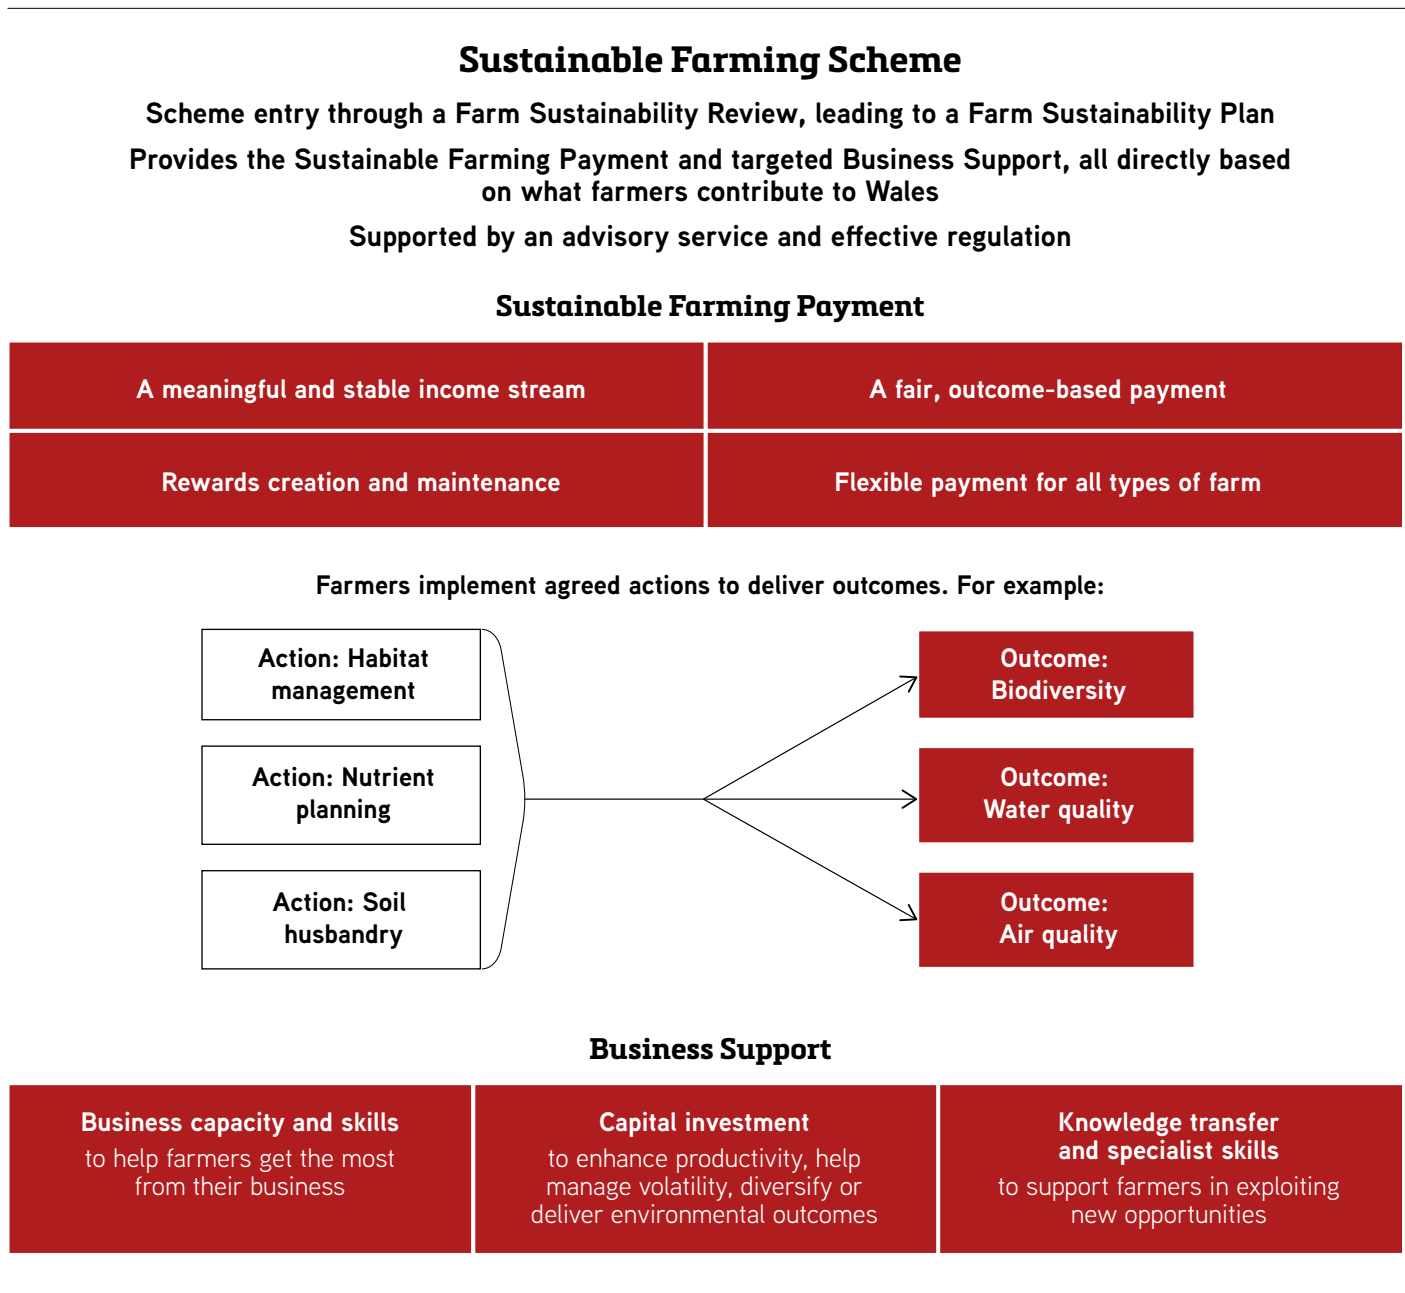 Sustainable Farming Scheme
Scheme entry through a Farm Sustainability Review, leading to a Farm Sustainability Plan
Provides the Sustainable Farming Payment and targeted Business Support, all directly based
on what farmers contribute to Wales
Supported by an advisory service and effective regulation
Sustainable Farming Payment
A meaningful and stable income stream
A fair, outcome-based payment
Rewards creation and maintenance
Flexible payment for all types of farm
Farmers implement agreed actions to deliver outcomes. For example:
Action: Habitat
management
Action: Nutrient
planning
Action: Soil
husbandry
Outcome:
Biodiversity
Outcome:
Water quality
Outcome:
Air quality
Business Support
Business capacity and skills
to help farmers get the most
from their business
Capital investment
to enhance productivity, help
manage volatility, diversify or
deliver environmental outcomes
Knowledge transfer
and specialist skills
to support farmers in exploiting
new opportunities